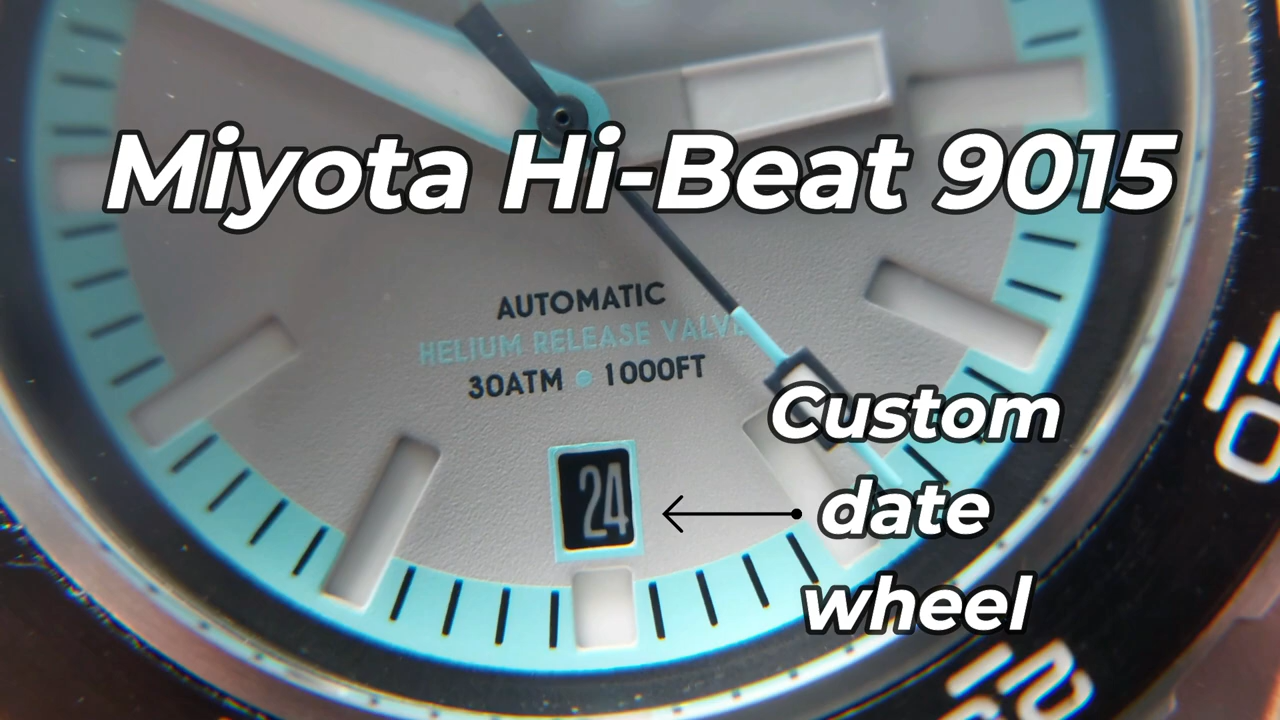 Miyota Hi-Beat 9015
AUTOMATIC
HELIUM RELEASE VALVE
30ATM • 1000FT
Custom
date
wheel
24